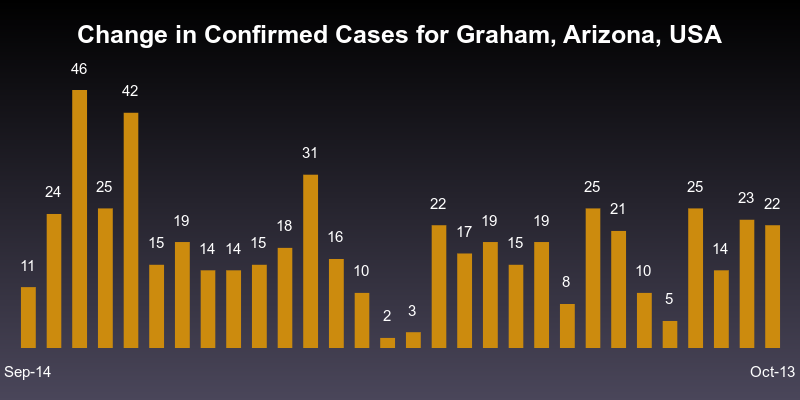 Change in Confirmed Cases for Graham, Arizona, USA
11 24 46 25 42 15 19 14 14 15 18 31 16 10 2 3 22 17 19 15 19 8 25 21 10 5 25 14 23 22
Sep-14 Oct-13